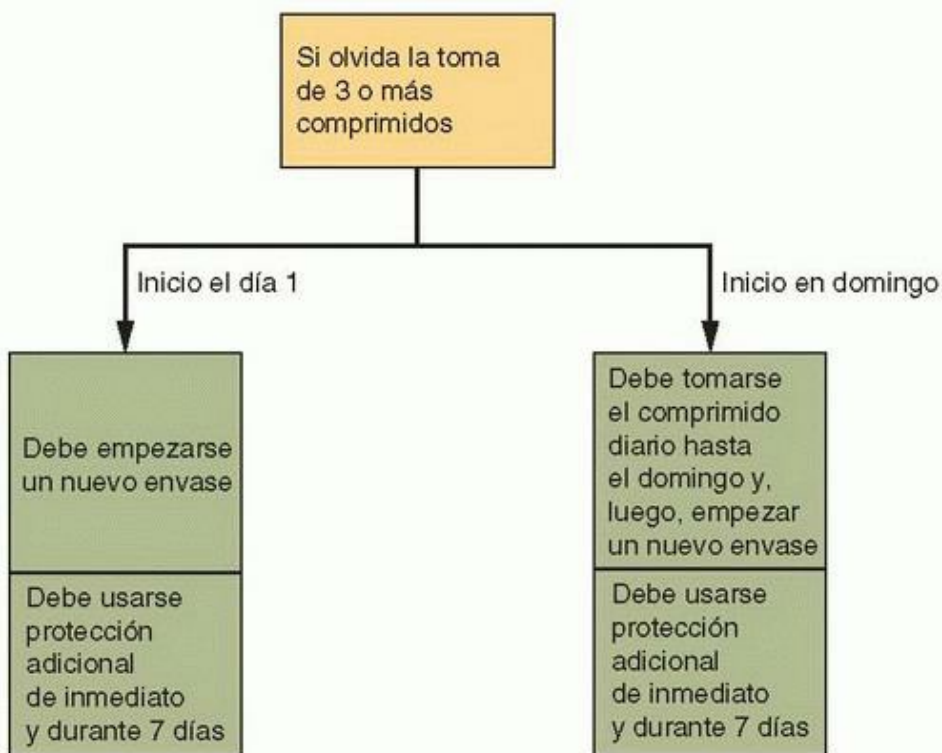 Si olvida la toma
de 3 o más
comprimidos
Inicio el día 1
Inicio en domingo
Debe empezarse
un nuevo envase
Debe usarse
protección
adicional
de inmediato
y durante 7 días
Debe tomarse
el comprimido
diario hasta
el domingo y,
luego, empezar
un nuevo envase
Debe usarse
protección
adicional
de inmediato
y durante 7 días